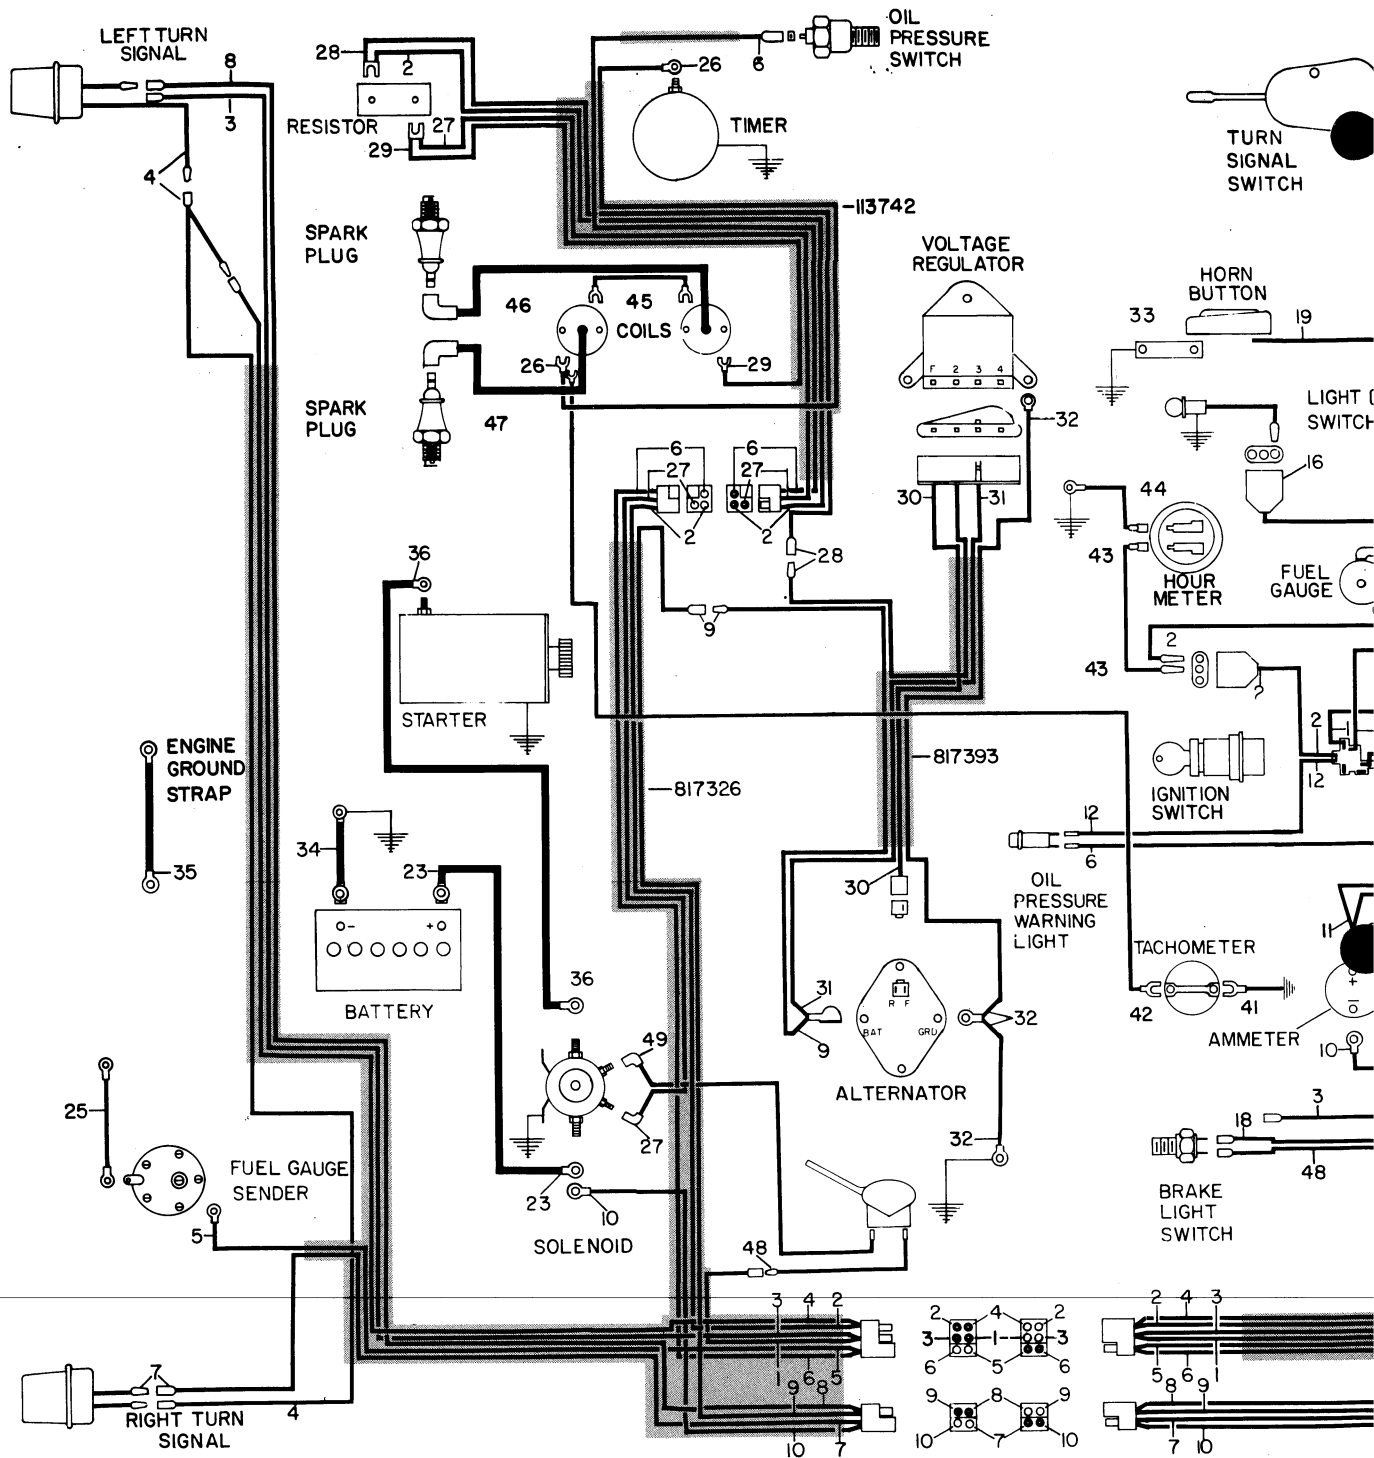 LEFT TURN
SIGNAL
8
3
4
28
2
RESISTOR
27
29
OIL
PRESSURE
SWITCH
6
26
TIMER
TURN
SIGNAL
SWITCH
113742
SPARK
PLUG
46
45
COILS
26
29
SPARK
PLUG
47
VOLTAGE
REGULATOR
F 2 3 4
32
30
31
HORN
BUTTON
33
19
LIGHT
SWITCH
16
44
43
HOUR
METER
FUEL
GAUGE
6
27
2
6
27
2
28
9
36
STARTER
2
43
2
2
12
IGNITION
SWITCH
ENGINE
GROUND
STRAP
35
34
23
- +
BATTERY
817326
817393
12
6
OIL
PRESSURE
WARNING
LIGHT
30
11
TACHOMETER
42
41
AMMETER
+
-
10
36
31
9
R F
BAT
GRD
32
ALTERNATOR
49
27
32
23
10
SOLENOID
25
FUEL GAUGE
SENDER
5
3
18
48
BRAKE
LIGHT
SWITCH
48
3 4 2
1 6 5
9 8
10 7
2 4 2
3 1 3
6 5 6
9 8 9
10 7 10
2 4 3
5 6 1
8 9
7 10
7
RIGHT TURN
SIGNAL
4